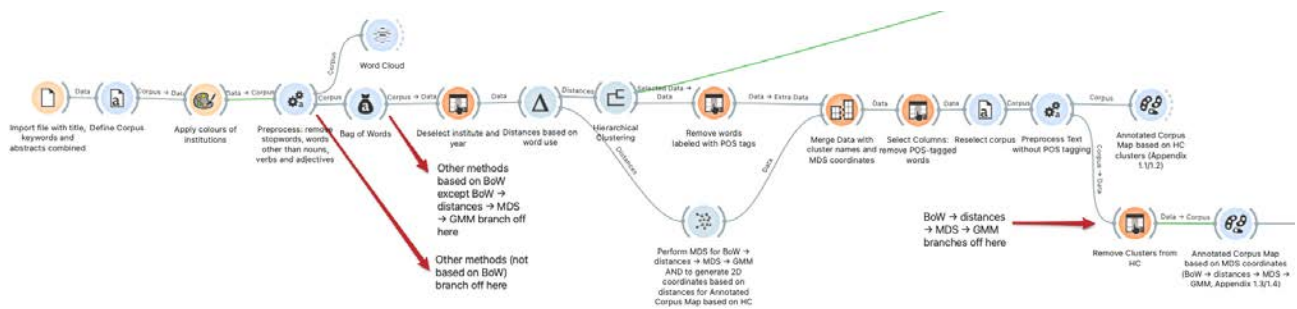 Corpus
Word Cloud
Data
Corpus → Data
Data → Corpus
Corpus
Corpus → Data
Data
Distances
Selected Data →
Data
Data → Extra Data
Data
Data
Corpus
Corpus
Import file with title,
keywords and
abstracts combined
Define Corpus
Apply colours of
institutions
Preprocess: remove
stopwords, words
other than nouns,
verbs and adjectives
Bag of Words
Deselect institute and
year
Distances based on
word use
Hierarchical
Clustering
Remove words
labeled with POS tags
Merge Data with
cluster names and
MDS coordinates
Select Columns:
remove POS-tagged
words
Reselect corpus
Preprocess Text
without POS tagging
Annotated Corpus
Map based on HC
clusters (Appendix
1.1/1.2)
Other methods
based on BoW
except BoW →
distances → MDS
→ GMM branch off
here
Other methods (not
based on BoW)
branch off here
Distances
Data
Perform MDS for BoW →
distances → MDS → GMM
AND to generate 2D
coordinates based on
distances for Annotated
Corpus Map based on HC
BoW → distances
→ MDS → GMM
branches off here
Corpus → Data
Remove Clusters from
HC
Data → Corpus
Annotated Corpus Map
based on MDS coordinates
(BoW → distances → MDS →
GMM, Appendix 1.3/1.4)